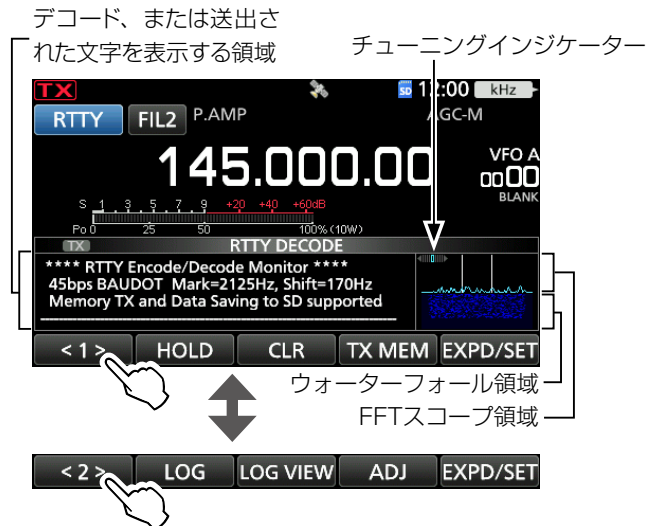 デコード、または送出さ
れた文字を表示する領域
チューニングインジケーター
TX
SD 12:00 kHz
RTTY FIL2 P.AMP AGC-M
145.000.00
VFO A
00
BLANK
S 1 3 5 7 9 +20 +40 +60dB
Po 0 25 50 100% (10W)
TX RTTY DECODE
**** RTTY Encode/Decode Monitor ****
45bps BAUDOT Mark=2125Hz, Shift=170Hz
Memory TX and Data Saving to SD supported
< 1 > HOLD CLR TX MEM EXPD/SET
ウォーターフォール領域
FFTスコープ領域
< 2 > LOG LOG VIEW ADJ EXPD/SET